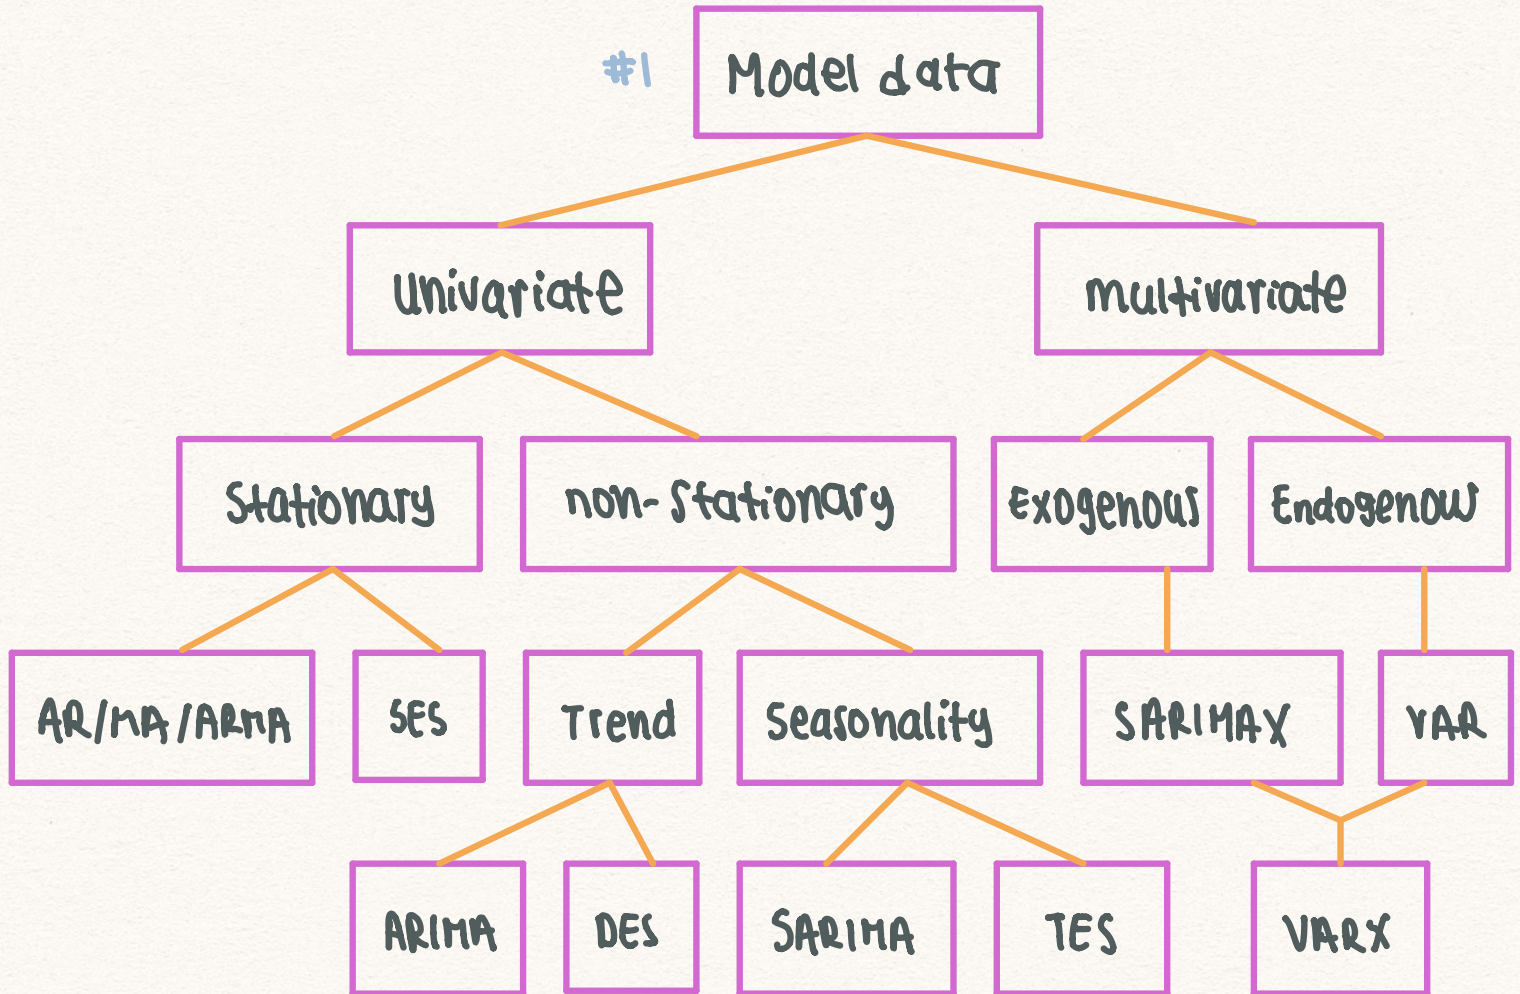 #1
Model data
Univariate
multivariate
Stationary
non-Stationary
Exogenous
Endogenous
AR/MA/ARMA
SES
Trend
Seasonality
SARIMAX
VAR
ARIMA
DES
SARIMA
TES
VARX